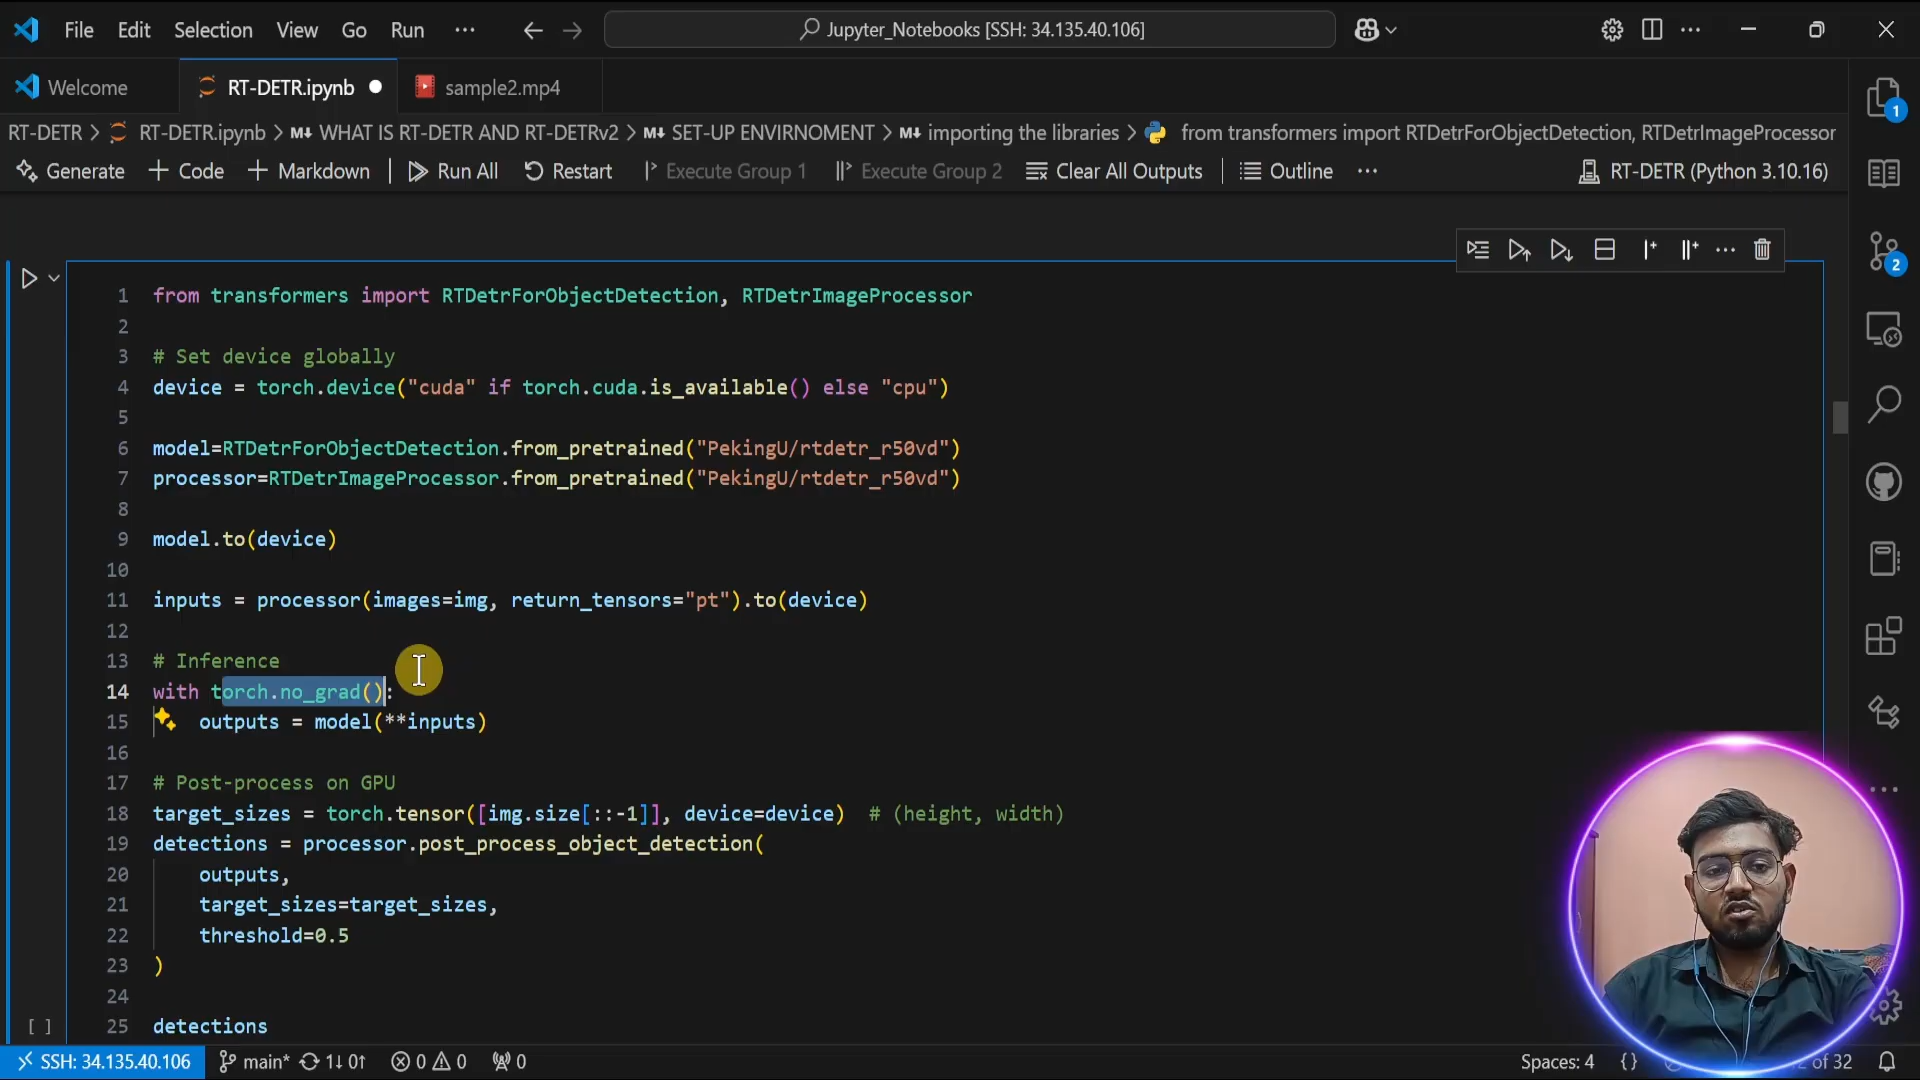 File Edit Selection View Go Run ··· Jupyter_Notebooks [SSH: 34.135.40.106]
Welcome RT-DETR.ipynb sample2.mp4
RT-DETR > RT-DETR.ipynb > M↓ WHAT IS RT-DETR AND RT-DETRv2 > M↓ SET-UP ENVIRNOMENT > M↓ importing the libraries > from transformers import RTDetrForObjectDetection, RTDetrImageProcessor
Generate + Code + Markdown Run All Restart Execute Group 1 Execute Group 2 Clear All Outputs Outline ··· RT-DETR (Python 3.10.16)
1
2
1 from transformers import RTDetrForObjectDetection, RTDetrImageProcessor
2
3 # Set device globally
4 device = torch.device("cuda" if torch.cuda.is_available() else "cpu")
5
6 model=RTDetrForObjectDetection.from_pretrained("PekingU/rtdetr_r50vd")
7 processor=RTDetrImageProcessor.from_pretrained("PekingU/rtdetr_r50vd")
8
9 model.to(device)
10
11 inputs = processor(images=img, return_tensors="pt").to(device)
12
13 # Inference
14 with torch.no_grad():
15 outputs = model(**inputs)
16
17 # Post-process on GPU
18 target_sizes = torch.tensor([img.size[::-1]], device=device) # (height, width)
19 detections = processor.post_process_object_detection(
20 outputs,
21 target_sizes=target_sizes,
22 threshold=0.5
23 )
24
[ ] 25 detections
SSH: 34.135.40.106 main* 1↓ 0↑ 0 0 0 Spaces: 4 {} of 32